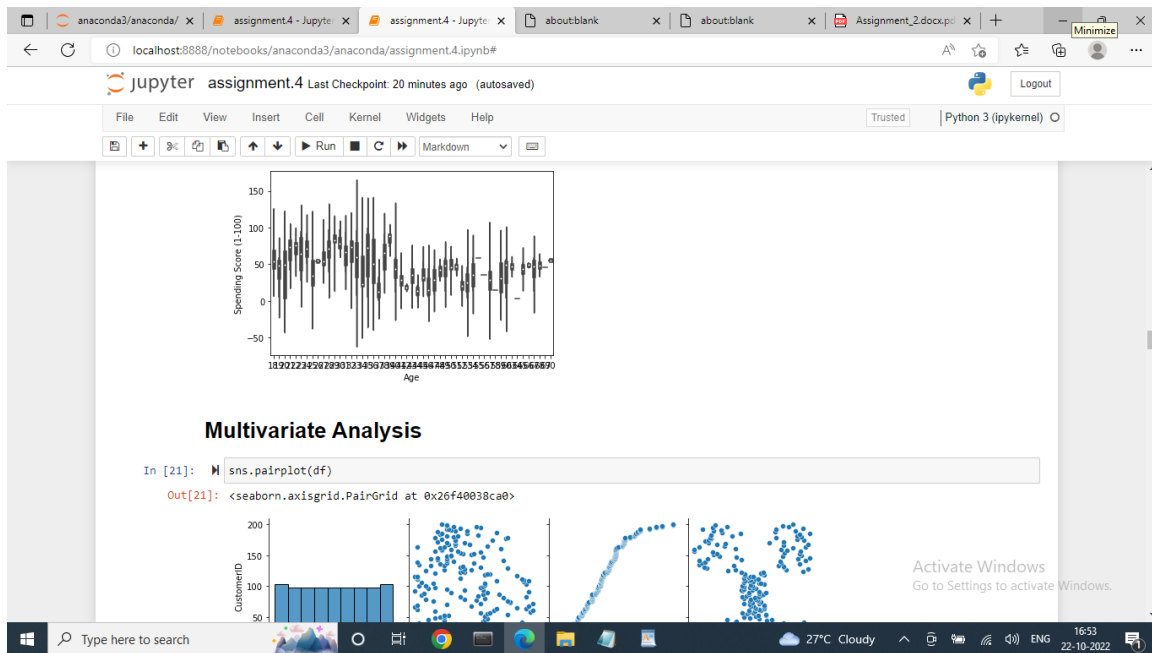 anaconda3/anaconda/
assignment.4 - Jupyte
assignment.4 - Jupyte
about:blank
about:blank
Assignment_2.docx.pd
Minimize
localhost:8888/notebooks/anaconda3/anaconda/assignment.4.ipynb#
jupyter assignment.4 Last Checkpoint: 20 minutes ago (autosaved)
Logout
File Edit View Insert Cell Kernel Widgets Help
Trusted
Python 3 (ipykernel)
Run
Markdown
150
100
50
0
−50
Spending Score (1-100)
Age
Multivariate Analysis
In [21]: sns.pairplot(df)
Out[21]: <seaborn.axisgrid.PairGrid at 0x26f40038ca0>
200
150
100
50
CustomerID
Activate Windows
Go to Settings to activate Windows.
Type here to search
27°C Cloudy
ENG
16:53
22-10-2022
1